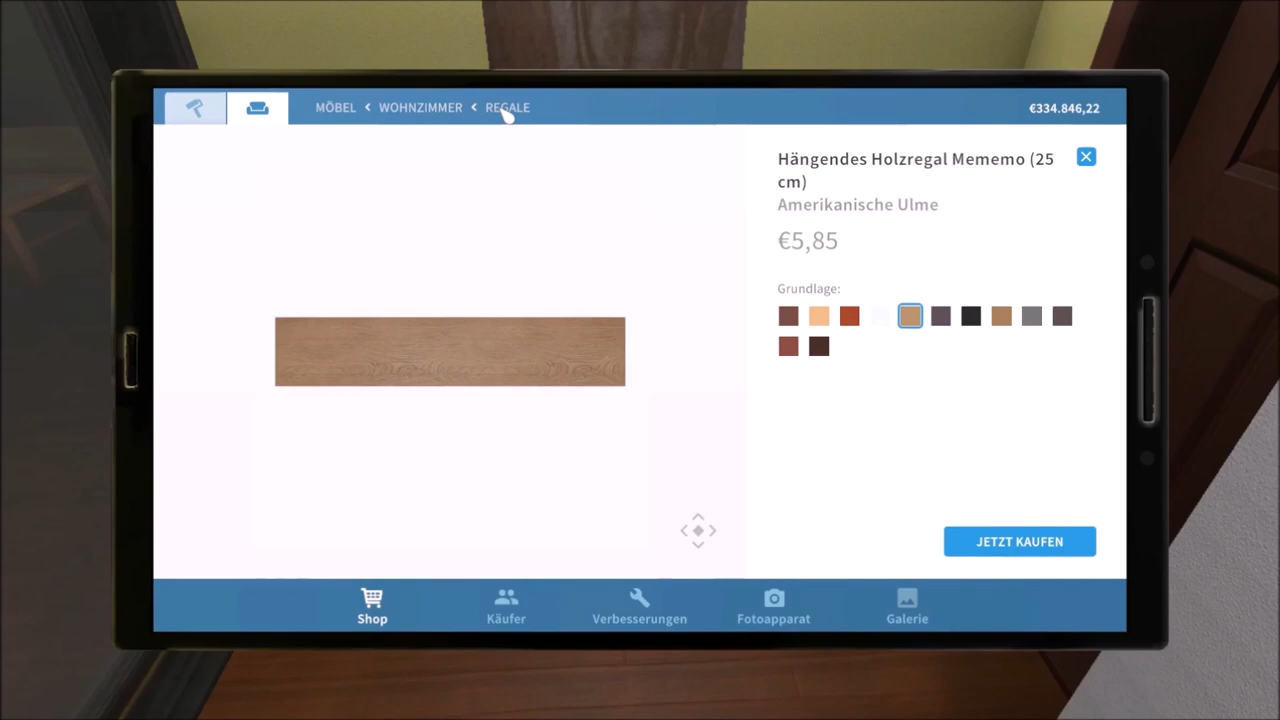 MÖBEL < WOHNZIMMER < REGALE
€334.846,22
Hängendes Holzregal Mememo (25
cm)
Amerikanische Ulme
€5,85
Grundlage:
JETZT KAUFEN
Shop
Käufer
Verbesserungen
Fotoapparat
Galerie